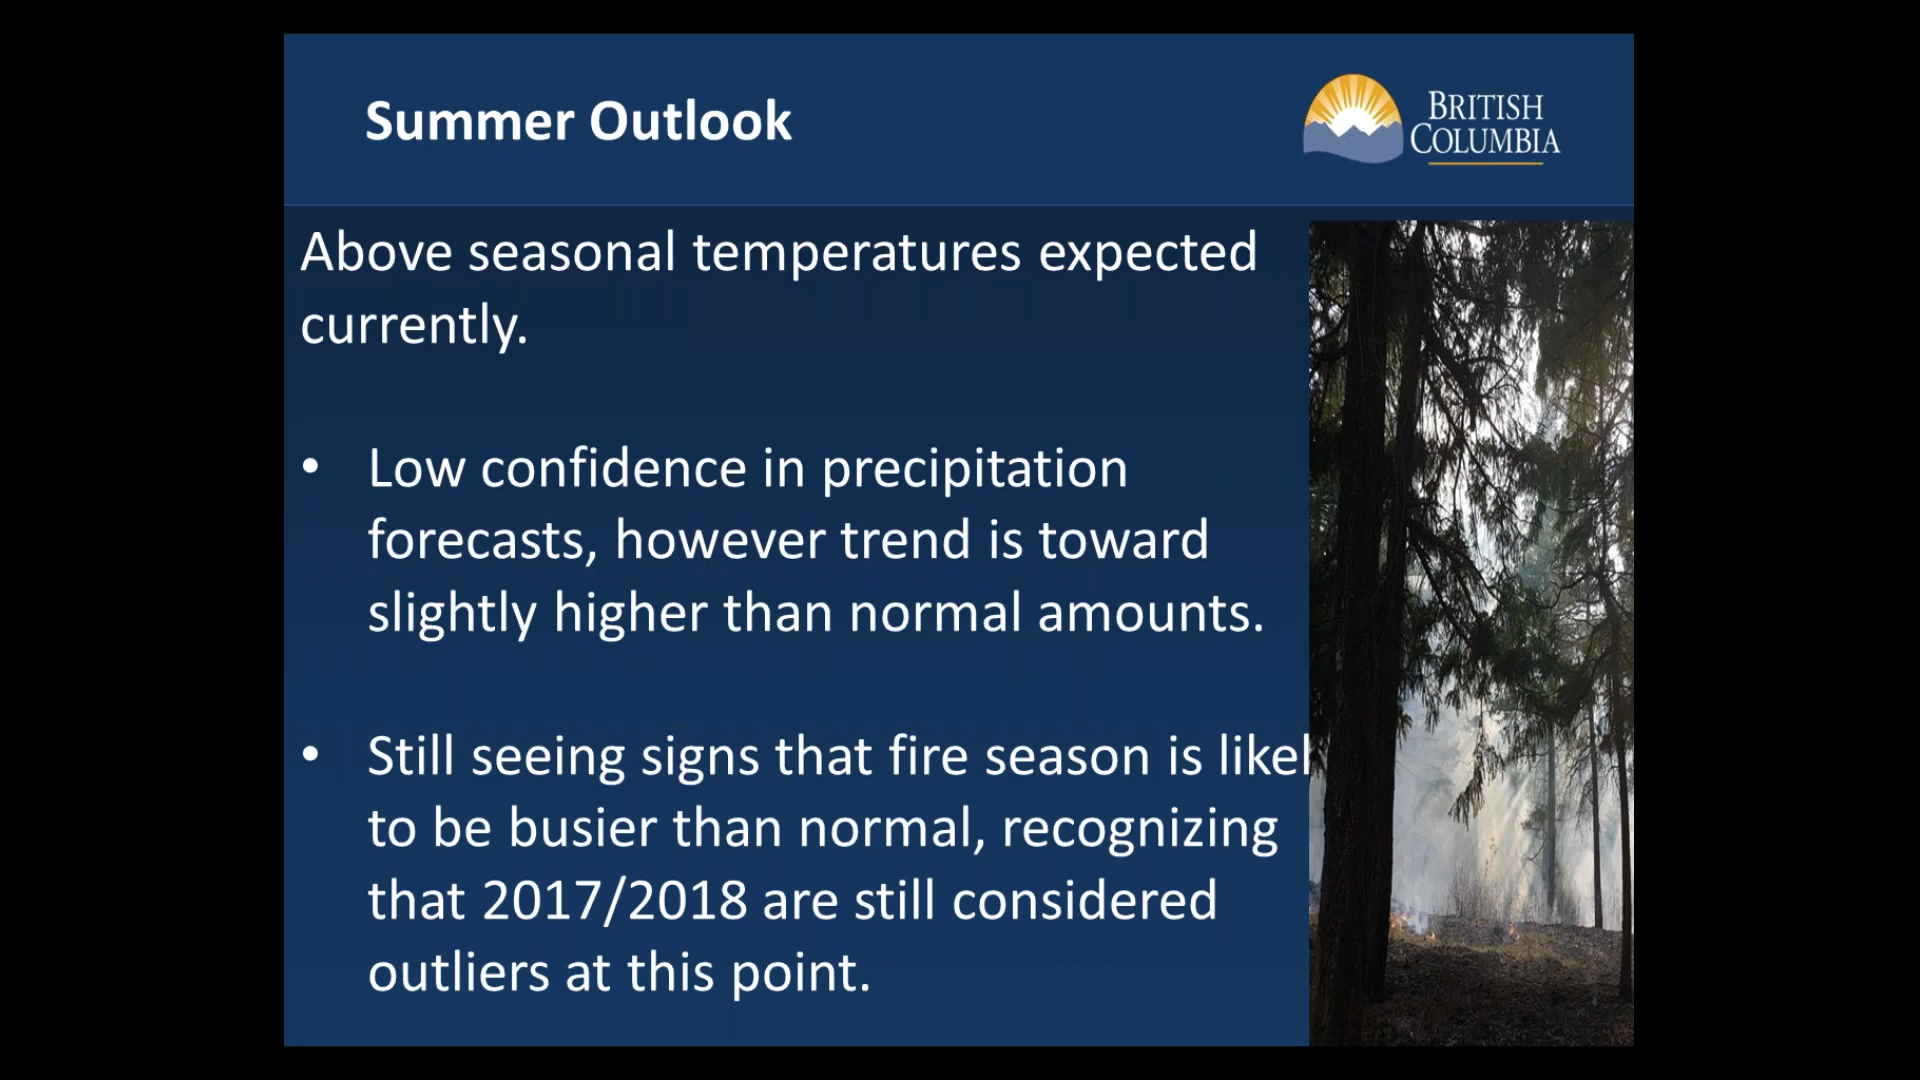 Summer Outlook
BRITISH
COLUMBIA
Above seasonal temperatures expected
currently.
• Low confidence in precipitation
forecasts, however trend is toward
slightly higher than normal amounts.
• Still seeing signs that fire season is likel
to be busier than normal, recognizing
that 2017/2018 are still considered
outliers at this point.